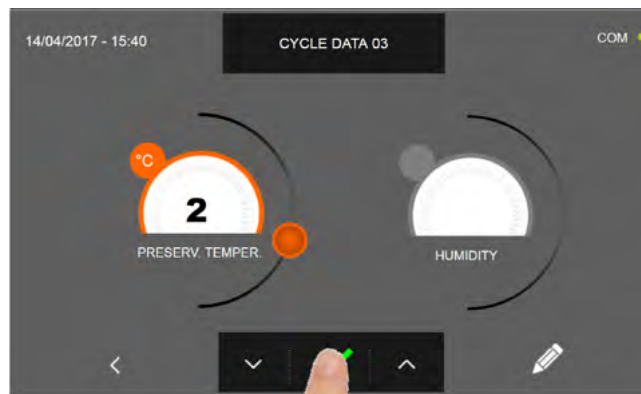 14/04/2017 - 15:40
CYCLE DATA 03
COM
°C
2
PRESERV. TEMPER.
HUMIDITY